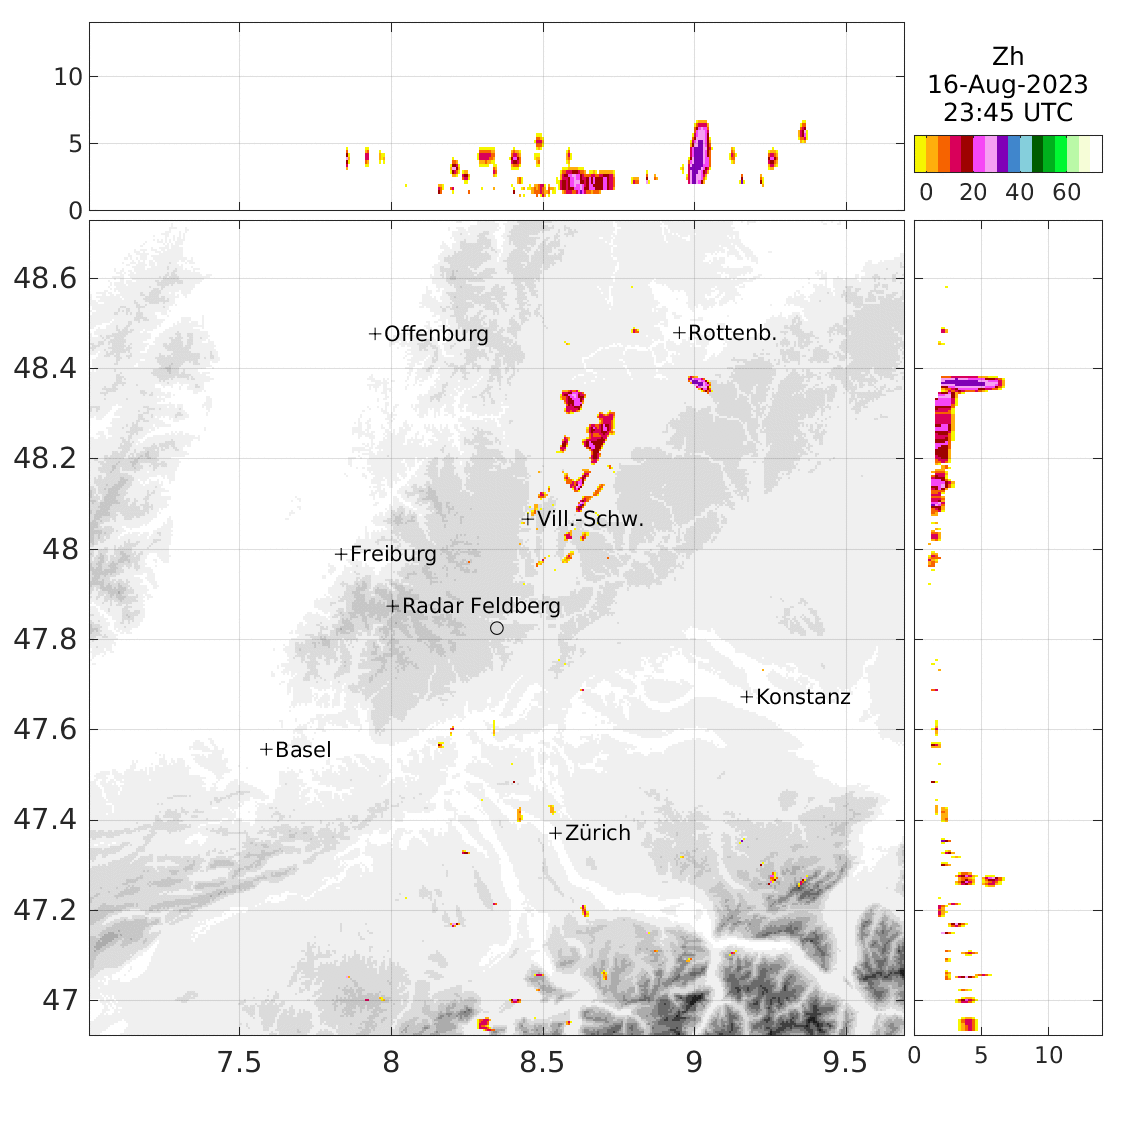 Zh
16-Aug-2023
23:45 UTC
0 20 40 60
10
5
0
48.6
48.4
48.2
48
47.8
47.6
47.4
47.2
47
+Offenburg
+Rottenb.
+Vill.-Schw.
+Freiburg
+Radar Feldberg
+Konstanz
+Basel
+Zürich
7.5 8 8.5 9 9.5
0 5 10